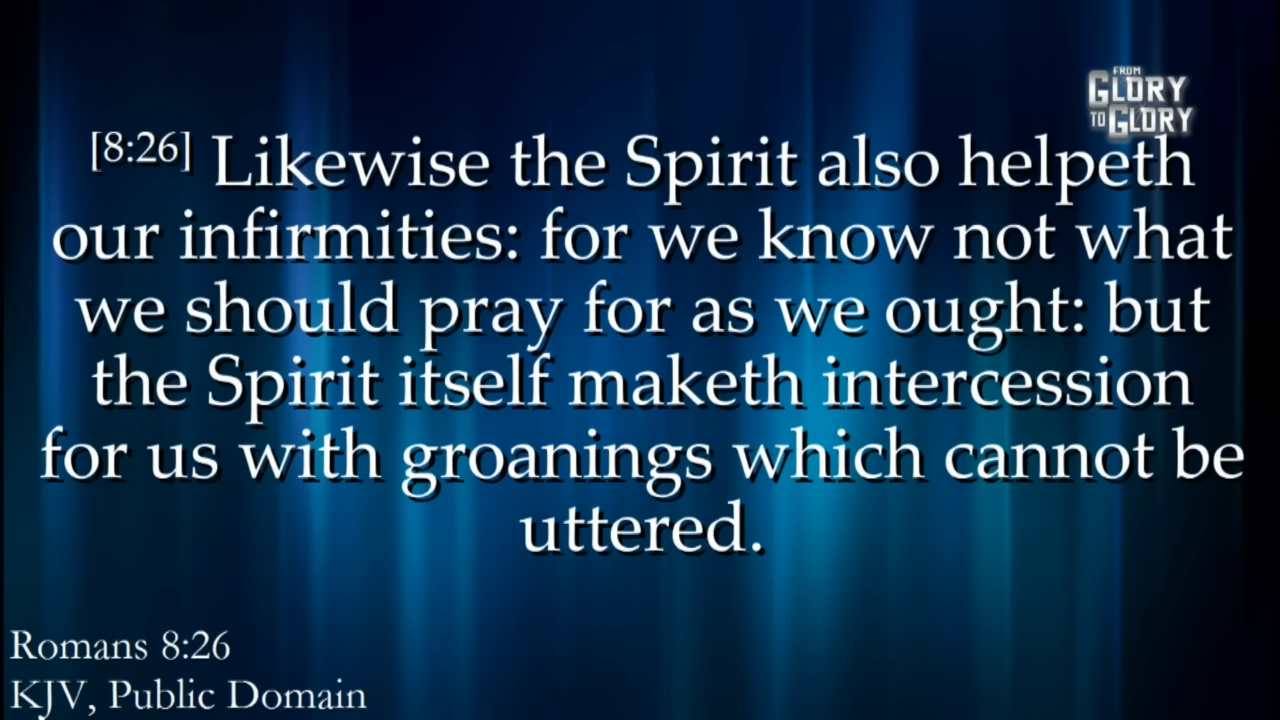 FROM
GLORY
TO GLORY
[8:26] Likewise the Spirit also helpeth
our infirmities: for we know not what
we should pray for as we ought: but
the Spirit itself maketh intercession
for us with groanings which cannot be
uttered.
Romans 8:26
KJV, Public Domain